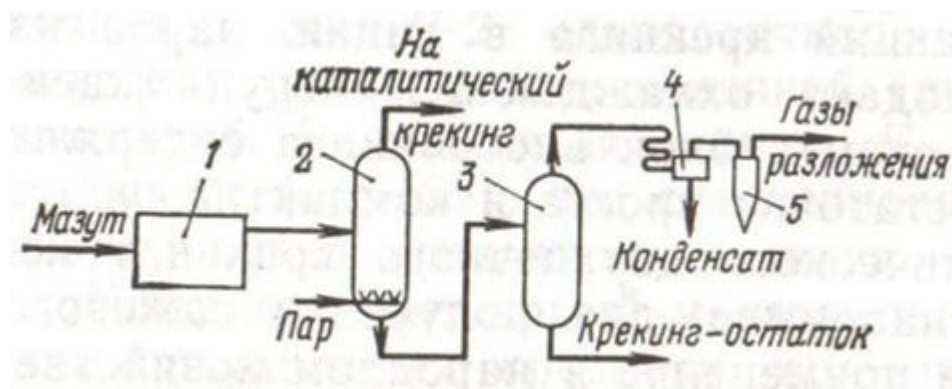 На
каталитический
крекинг
4
Газы
разложения
1
2
3
5
Мазут
Конденсат
Пар
Крекинг-остаток